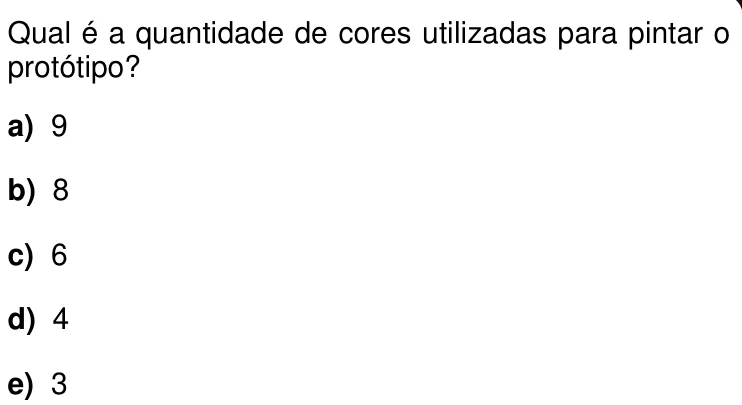 Qual é a quantidade de cores utilizadas para pintar o
protótipo?
a) 9
b) 8
c) 6
d) 4
e) 3